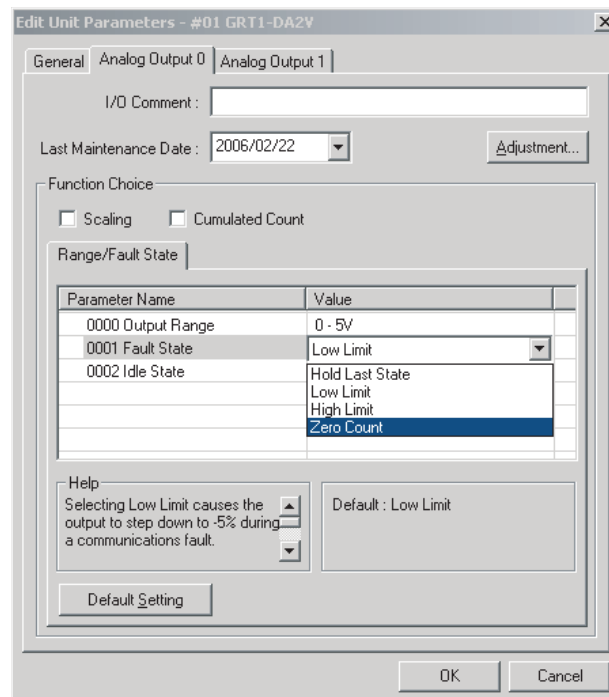 Edit Unit Parameters - #01 GRT1-DA2V
General Analog Output 0 Analog Output 1
I/O Comment :
Last Maintenance Date : 2006/02/22 Adjustment...
Function Choice
Scaling Cumulated Count
Range/Fault State
Parameter Name Value
0000 Output Range 0 - 5V
0001 Fault State Low Limit
0002 Idle State Hold Last State
Low Limit
High Limit
Zero Count
Help
Selecting Low Limit causes the
output to step down to -5% during
a communications fault.
Default : Low Limit
Default Setting
OK Cancel